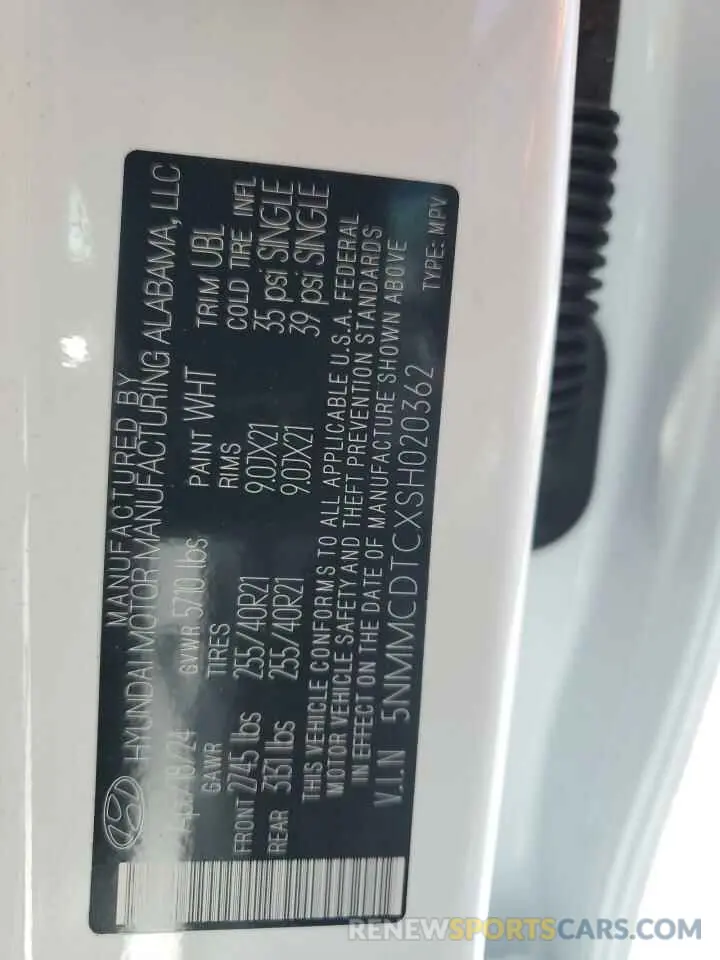 MANUFACTURED BY
HYUNDAI MOTOR MANUFACTURING ALABAMA, LLC
GVWR 5710 lbs PAINT WHT TRIM UBL
GAWR TIRES RIMS COLD TIRE INFL
FRONT 2745 lbs 255/40R21 9.0JX21 35 psi SINGLE
REAR 3131 lbs 255/40R21 9.0JX21 39 psi SINGLE
THIS VEHICLE CONFORMS TO ALL APPLICABLE U.S.A. FEDERAL
MOTOR VEHICLE SAFETY AND THEFT PREVENTION STANDARDS
IN EFFECT ON THE DATE OF MANUFACTURE SHOWN ABOVE
V.I.N 5NMMCDTCXSH020362 TYPE: MPV
RENEWSPORTSCARS.COM